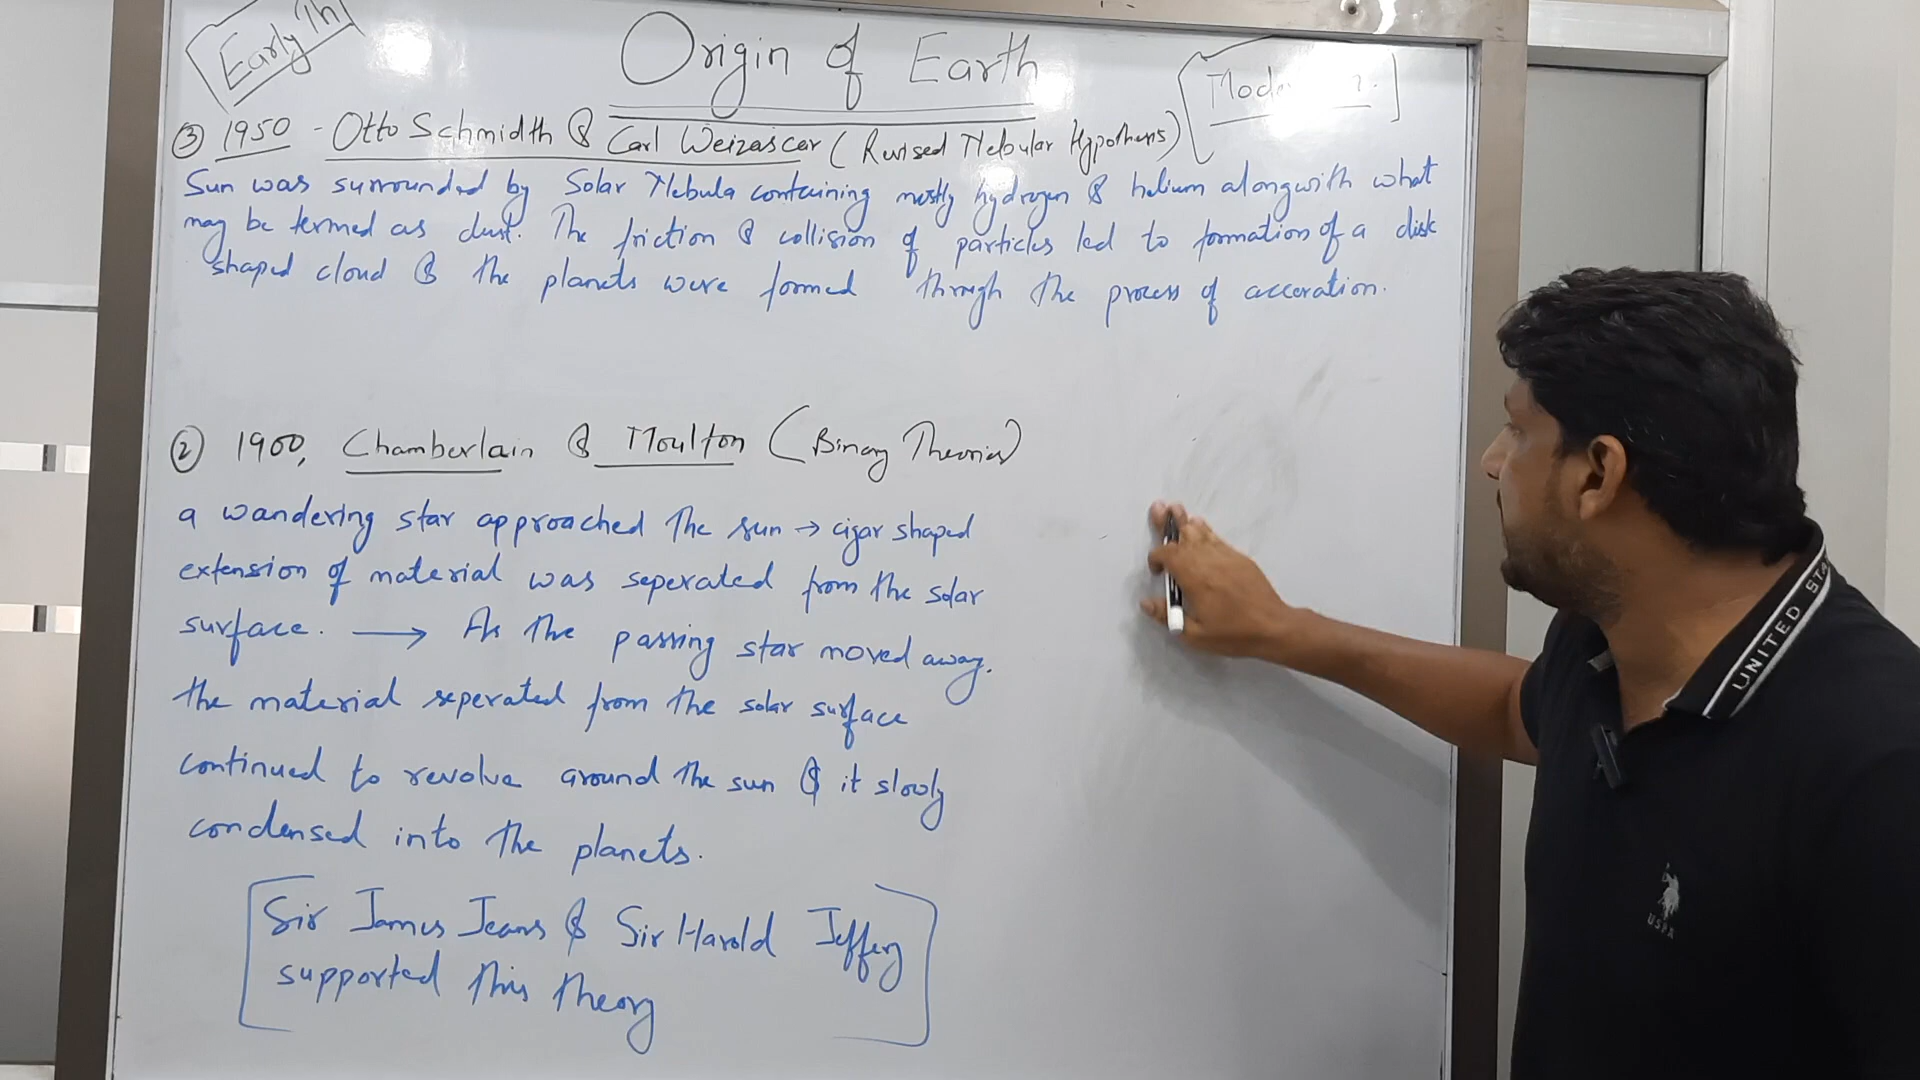 Early Th
Origin of Earth
③ 1950 - Otto Schmidth & Carl Weizascar (Revised Nebular Hypothesis)
Sun was surrounded by Solar Nebula containing mostly hydrogen & helium alongwith what
may be termed as dust. The friction & collision of particles led to formation of a disk
shaped cloud & the planets were formed through the process of acceration.
② 1900, Chamberlain & Moulton (Binary Theories)
a wandering star approached the sun → cigar shaped
extension of material was seperated from the solar
surface. → As the passing star moved away.
the material seperated from the solar surface
continued to revolve around the sun & it slowly
condensed into the planets.
[Sir James Jeans & Sir Harold Jeffery
supported this theory]
UNITED STA
USPA